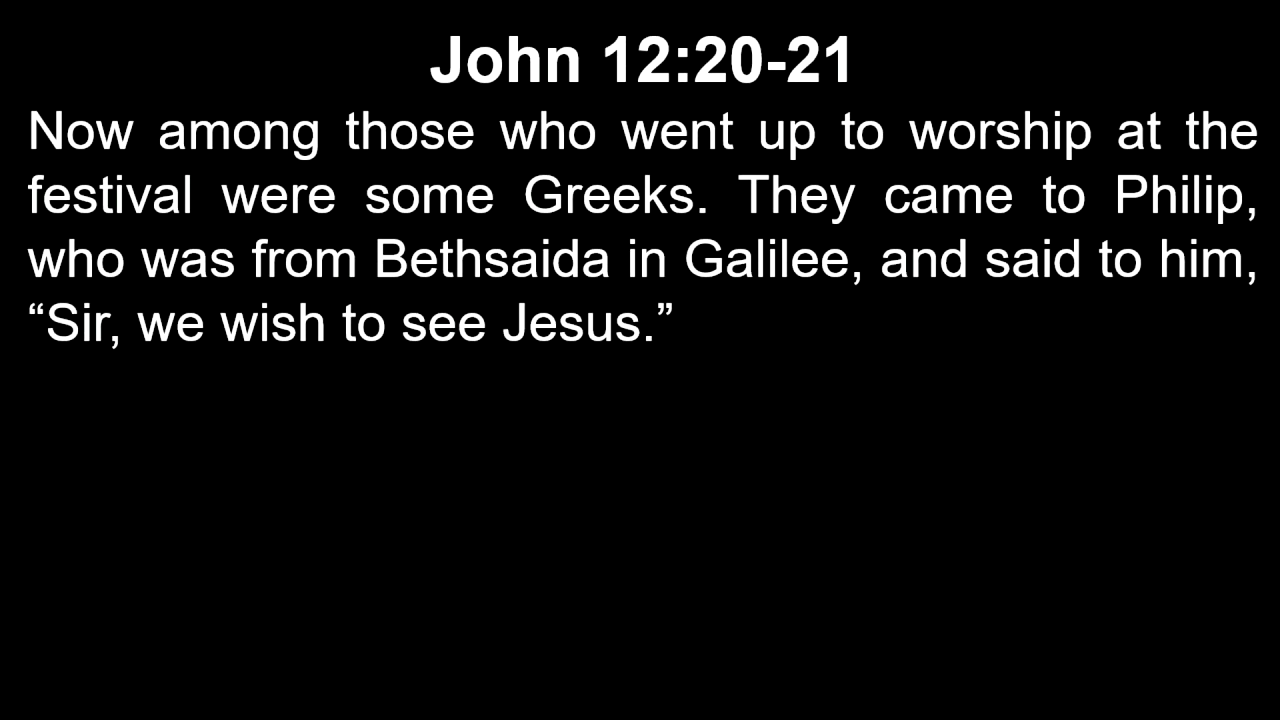 John 12:20-21
Now among those who went up to worship at the
festival were some Greeks. They came to Philip,
who was from Bethsaida in Galilee, and said to him,
“Sir, we wish to see Jesus.”